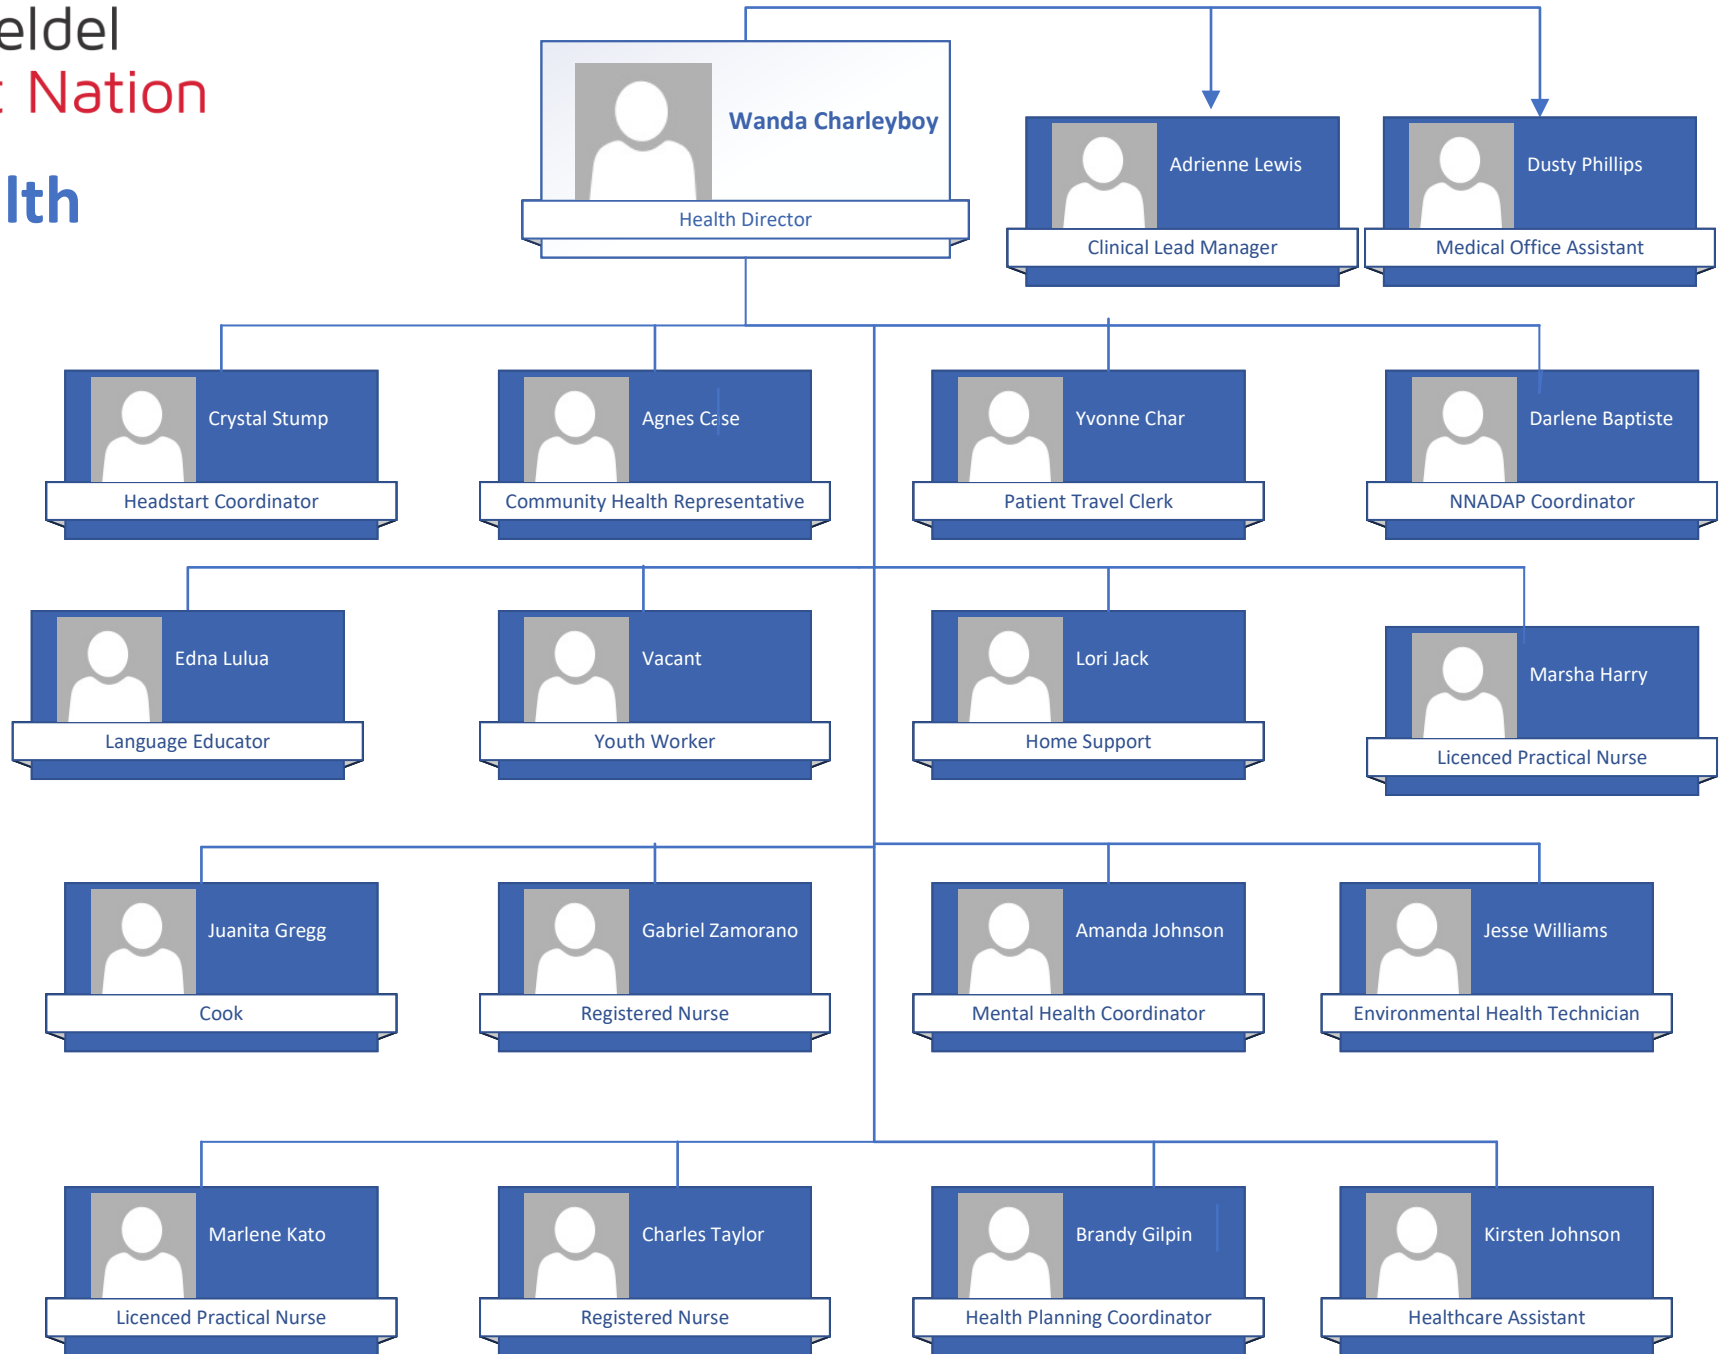 eldel
t Nation
lth
Wanda Charleyboy
Health Director
Adrienne Lewis
Clinical Lead Manager
Dusty Phillips
Medical Office Assistant
Crystal Stump
Headstart Coordinator
Agnes Case
Community Health Representative
Yvonne Char
Patient Travel Clerk
Darlene Baptiste
NNADAP Coordinator
Edna Lulua
Language Educator
Vacant
Youth Worker
Lori Jack
Home Support
Marsha Harry
Licenced Practical Nurse
Juanita Gregg
Cook
Gabriel Zamorano
Registered Nurse
Amanda Johnson
Mental Health Coordinator
Jesse Williams
Environmental Health Technician
Marlene Kato
Licenced Practical Nurse
Charles Taylor
Registered Nurse
Brandy Gilpin
Health Planning Coordinator
Kirsten Johnson
Healthcare Assistant